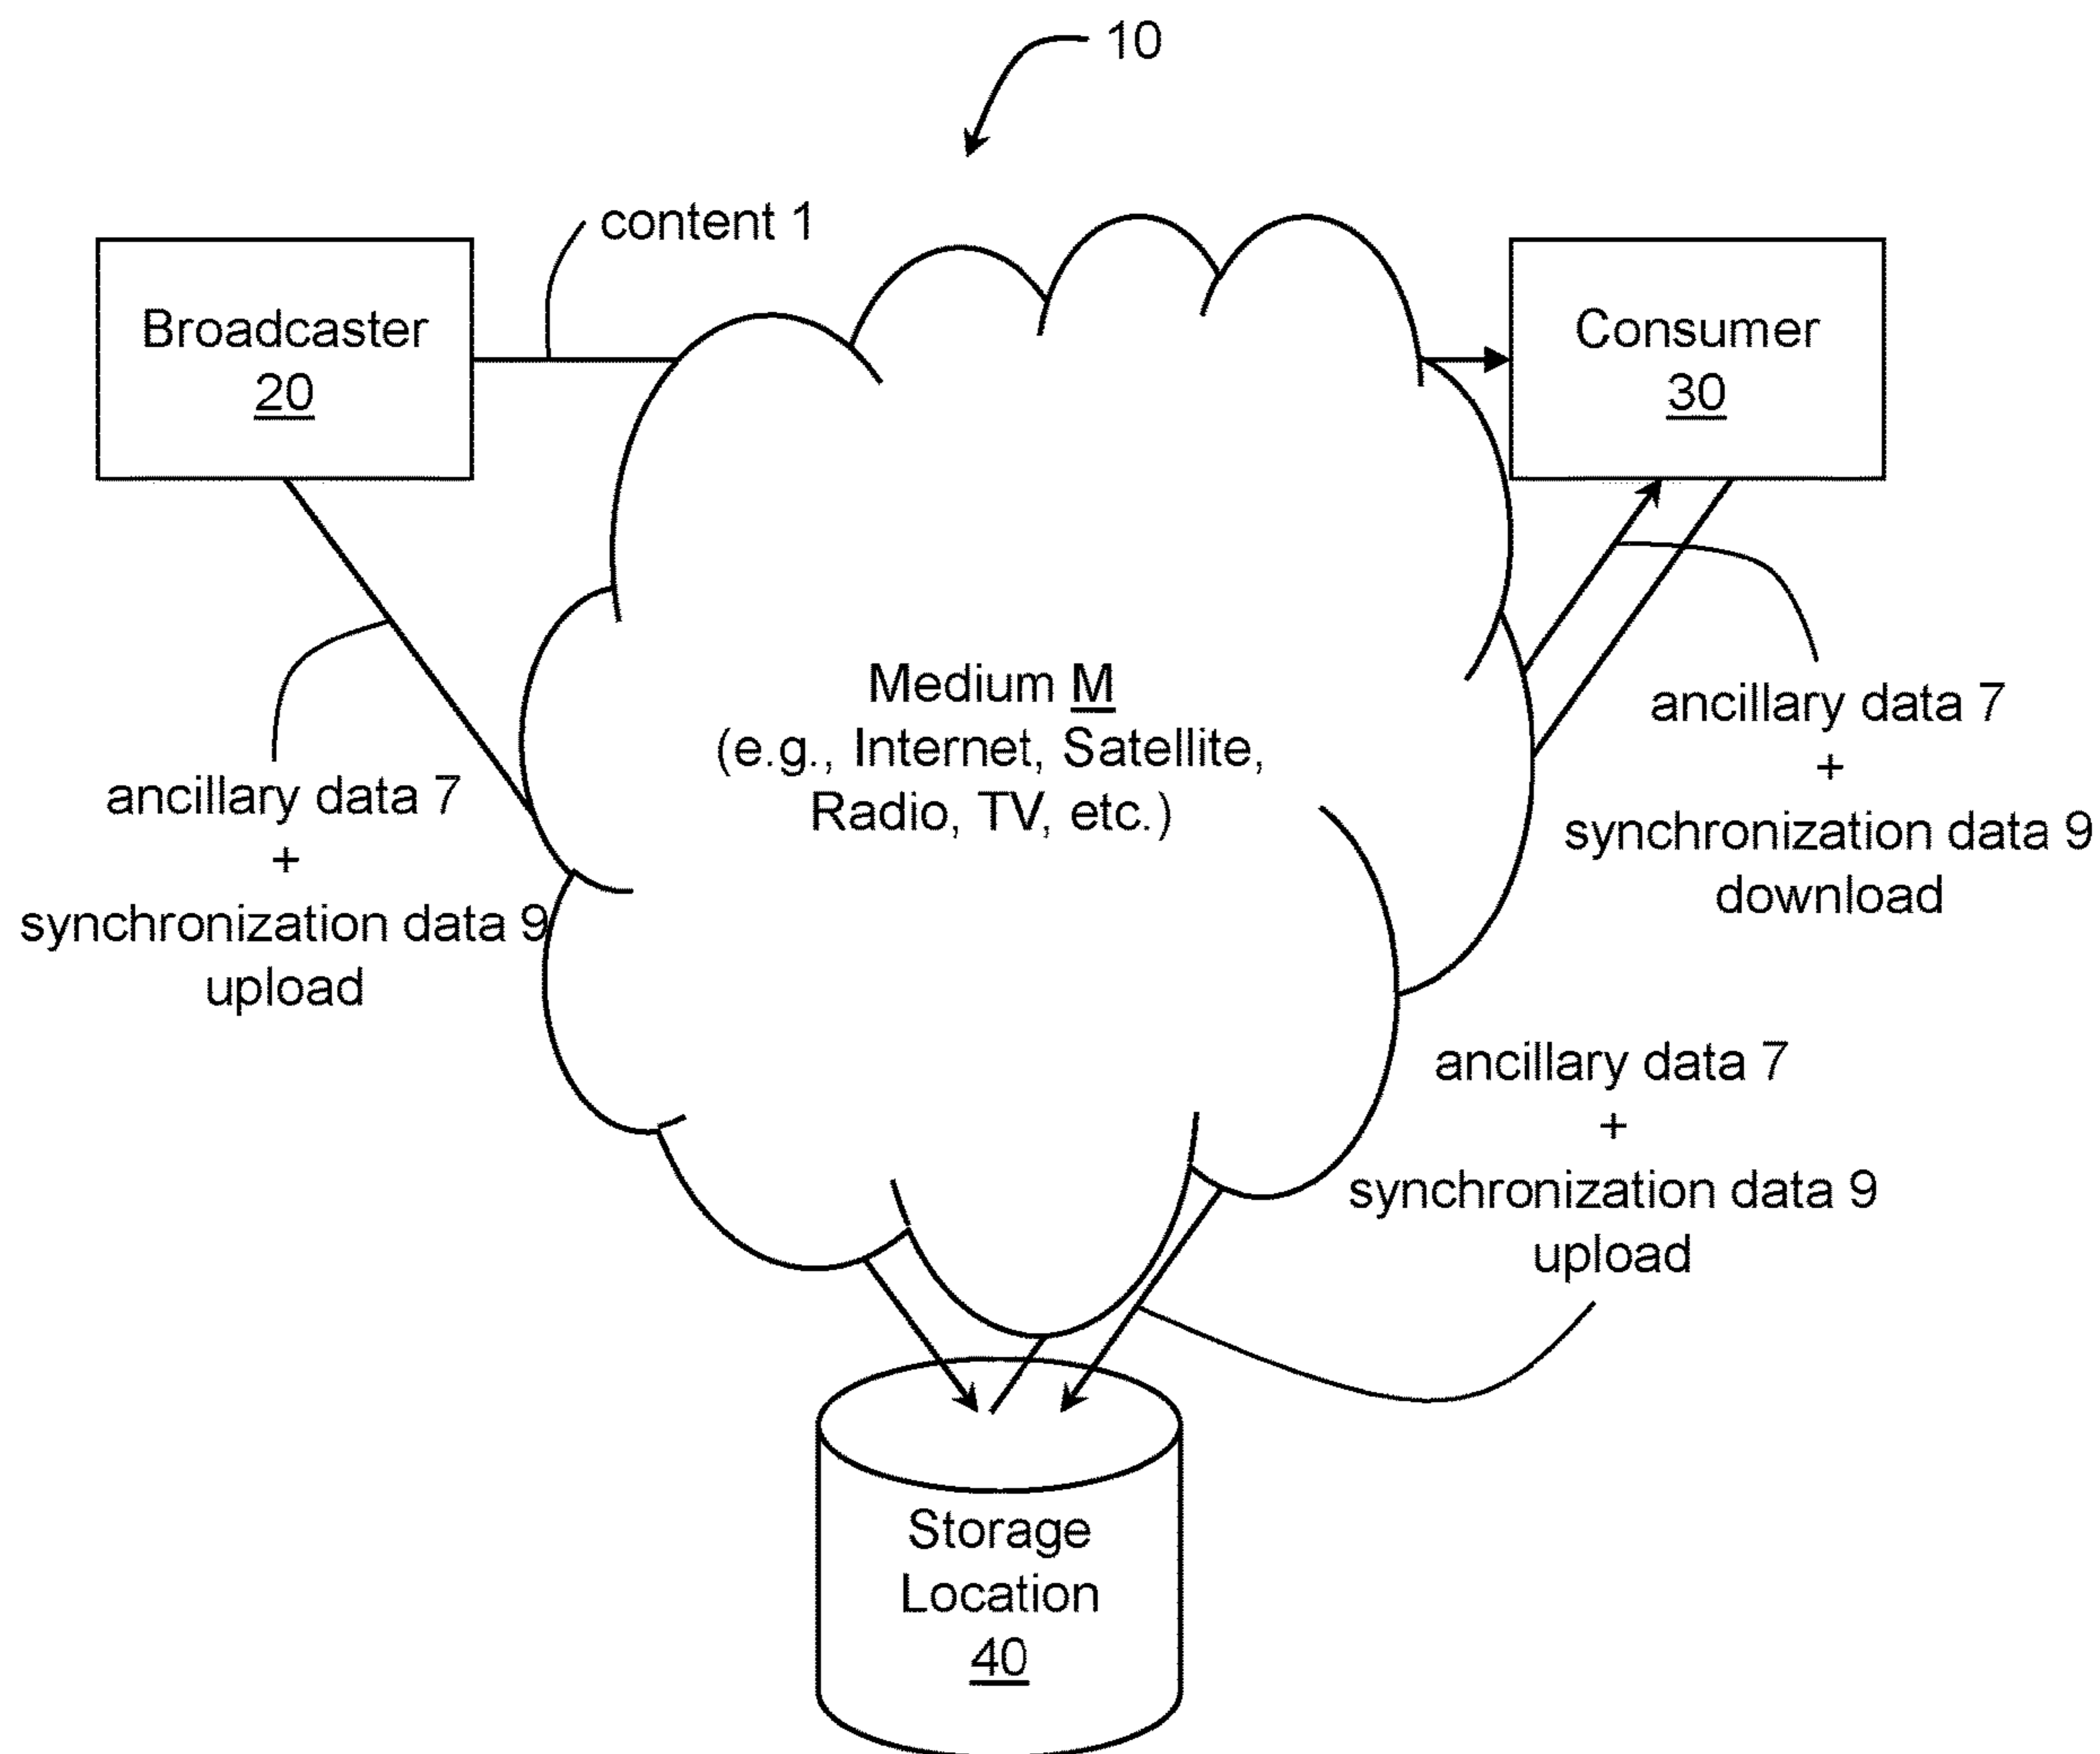 10
content 1
Broadcaster
20
Consumer
30
Medium M
(e.g., Internet, Satellite,
Radio, TV, etc.)
ancillary data 7
+
synchronization data 9
upload
ancillary data 7
+
synchronization data 9
download
ancillary data 7
+
synchronization data 9
upload
Storage
Location
40